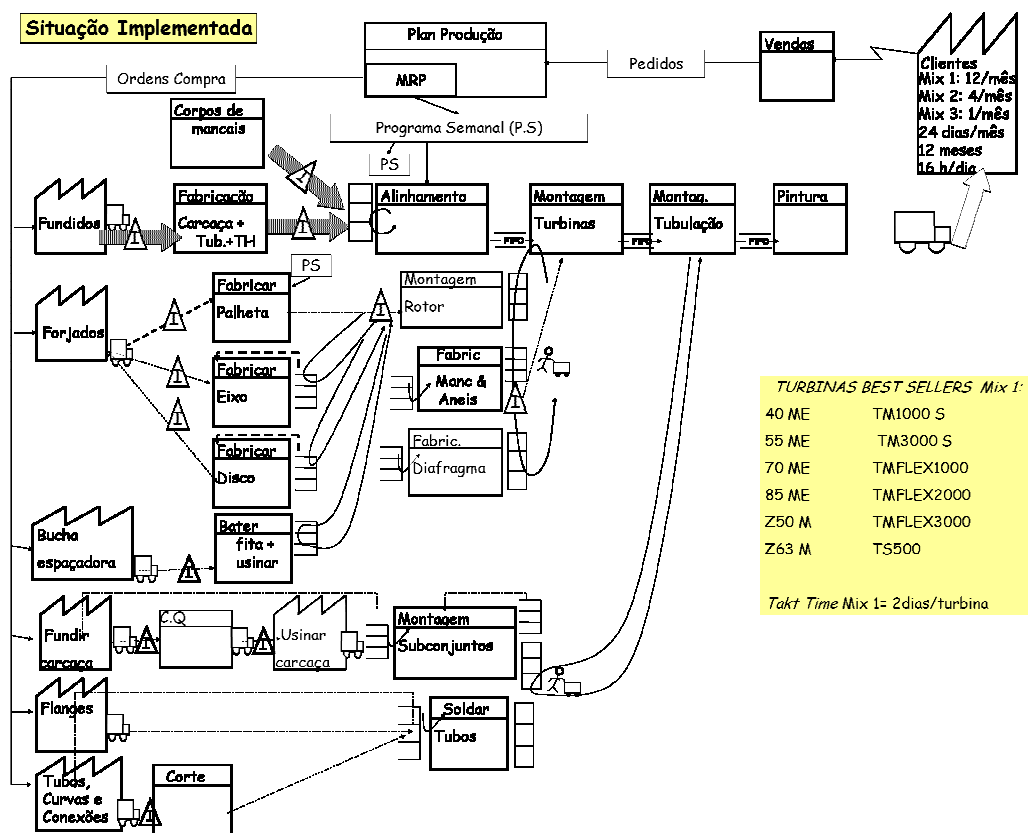 Situação Implementada
Plan Produção
MRP
Ordens Compra
Pedidos
Vendas
Clientes
Mix 1: 12/mês
Mix 2: 4/mês
Mix 3: 1/mês
24 dias/mês
12 meses
16 h/dia
Corpos de
mancais
Programa Semanal (P.S)
PS
I
Fundidos
I
Fabricação
Carcaça +
Tub.+TH
I
Alinhamento
FIFO
Montagem
Turbinas
FIFO
Montag.
Tubulação
FIFO
Pintura
PS
Forjados
I
Fabricar
Palheta
I
Montagem
Rotor
I
Fabricar
Eixo
Fabric
Manc &
Aneis
I
I
Fabricar
Disco
Fabric.
Diafragma
TURBINAS BEST SELLERS Mix 1:
40 ME TM1000 S
55 ME TM3000 S
70 ME TMFLEX1000
85 ME TMFLEX2000
Z50 M TMFLEX3000
Z63 M TS500
Takt Time Mix 1= 2dias/turbina
Bucha
espaçadora
I
Bater
fita +
usinar
Fundir
carcaça
I
C.Q
I
Usinar
carcaça
Montagem
Subconjuntos
Flanges
Soldar
Tubos
Tubos,
Curvas e
Conexões
I
Corte